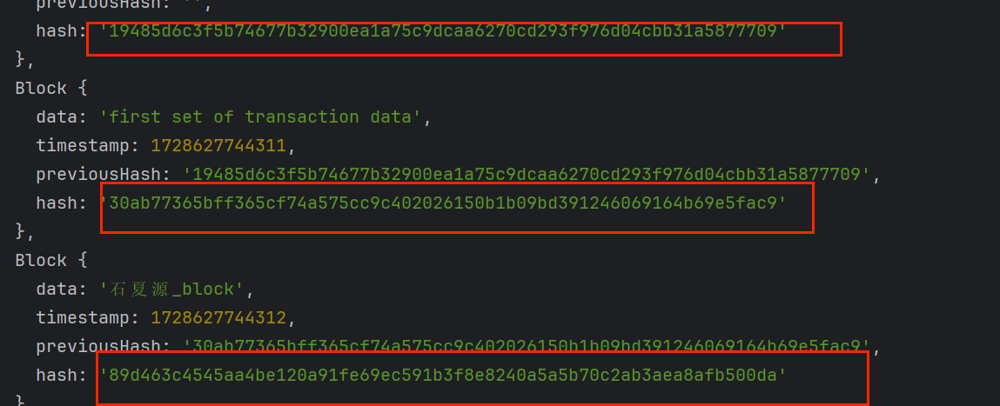 previousHash: '',
hash: '19485d6c3f5b74677b32900ea1a75c9dcaa6270cd293f976d04cbb31a5877709'
},
Block {
data: 'first set of transaction data',
timestamp: 1728627744311,
previousHash: '19485d6c3f5b74677b32900ea1a75c9dcaa6270cd293f976d04cbb31a5877709',
hash: '30ab77365bff365cf74a575cc9c402026150b1b09bd391246069164b69e5fac9'
},
Block {
data: '石夏源_block',
timestamp: 1728627744312,
previousHash: '30ab77365bff365cf74a575cc9c402026150b1b09bd391246069164b69e5fac9',
hash: '89d463c4545aa4be120a91fe69ec591b3f8e8240a5a5b70c2ab3aea8afb500da'
}